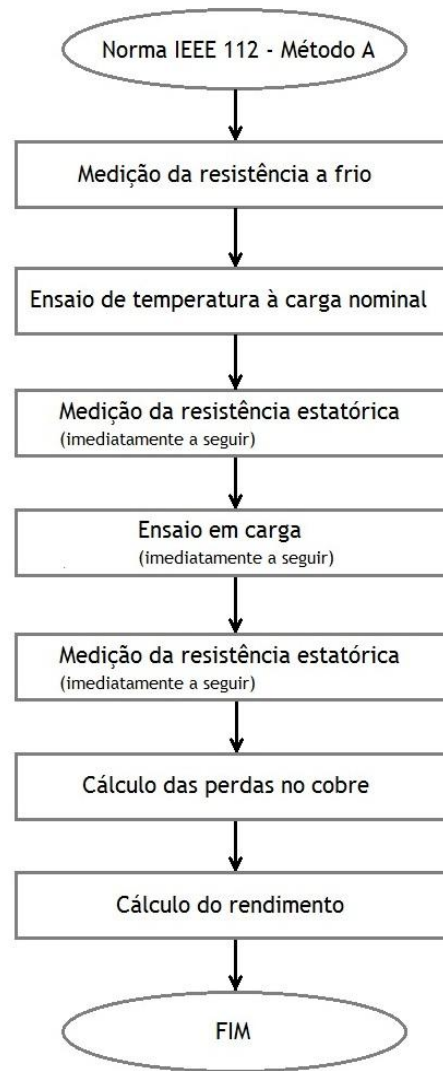 Norma IEEE 112 - Método A
Medição da resistência a frio
Ensaio de temperatura à carga nominal
Medição da resistência estatórica
(imediatamente a seguir)
Ensaio em carga
(imediatamente a seguir)
Medição da resistência estatórica
(imediatamente a seguir)
Cálculo das perdas no cobre
Cálculo do rendimento
FIM